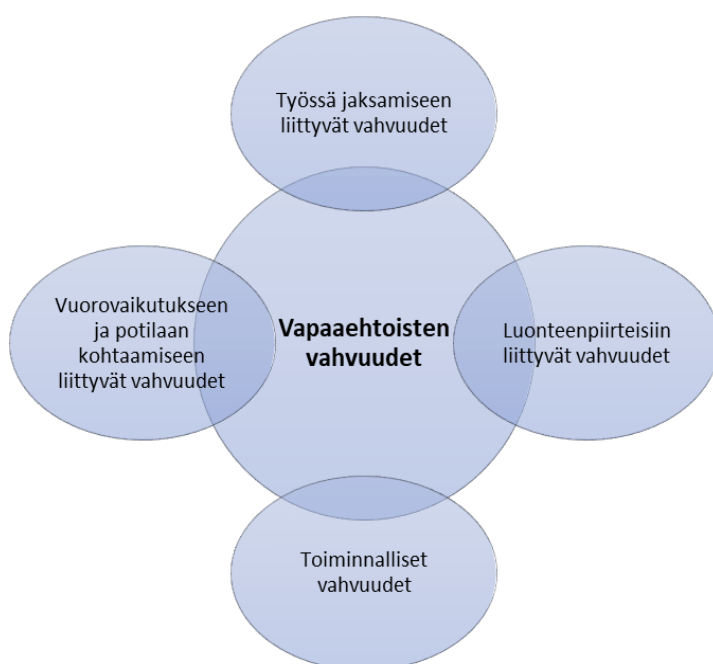 Työssä jaksamiseen
liittyvät vahvuudet
Vuorovaikutukseen
ja potilaan
kohtaamiseen
liittyvät vahvuudet
Vapaaehtoisten
vahvuudet
Luonteenpiirteisiin
liittyvät vahvuudet
Toiminnalliset
vahvuudet